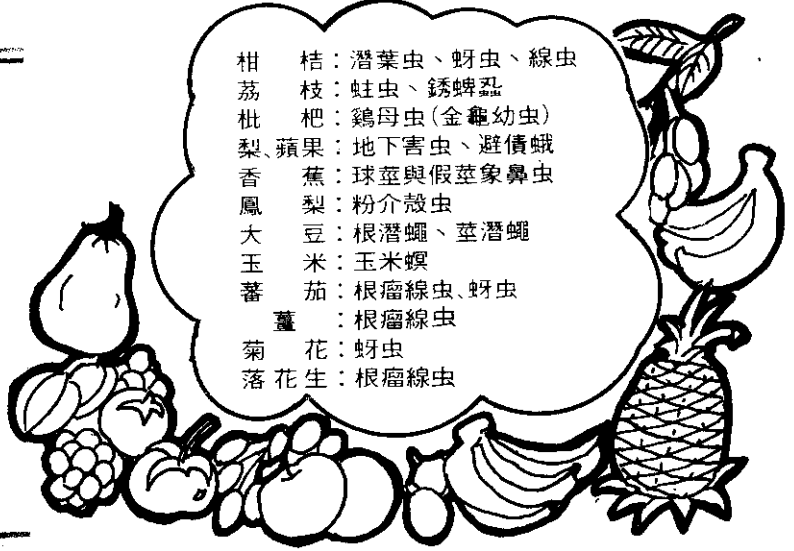 柑桔：潛葉虫、蚜虫、線虫
荔枝：蛀虫、銹蜱蝨
枇杷：鷄母虫(金龜幼虫)
梨、蘋果：地下害虫、避債蛾
香蕉：球莖與假莖象鼻虫
鳳梨：粉介殼虫
大豆：根潛蠅、莖潛蠅
玉米：玉米螟
蕃茄：根瘤線虫、蚜虫
薑：根瘤線虫
菊花：蚜虫
落花生：根瘤線虫